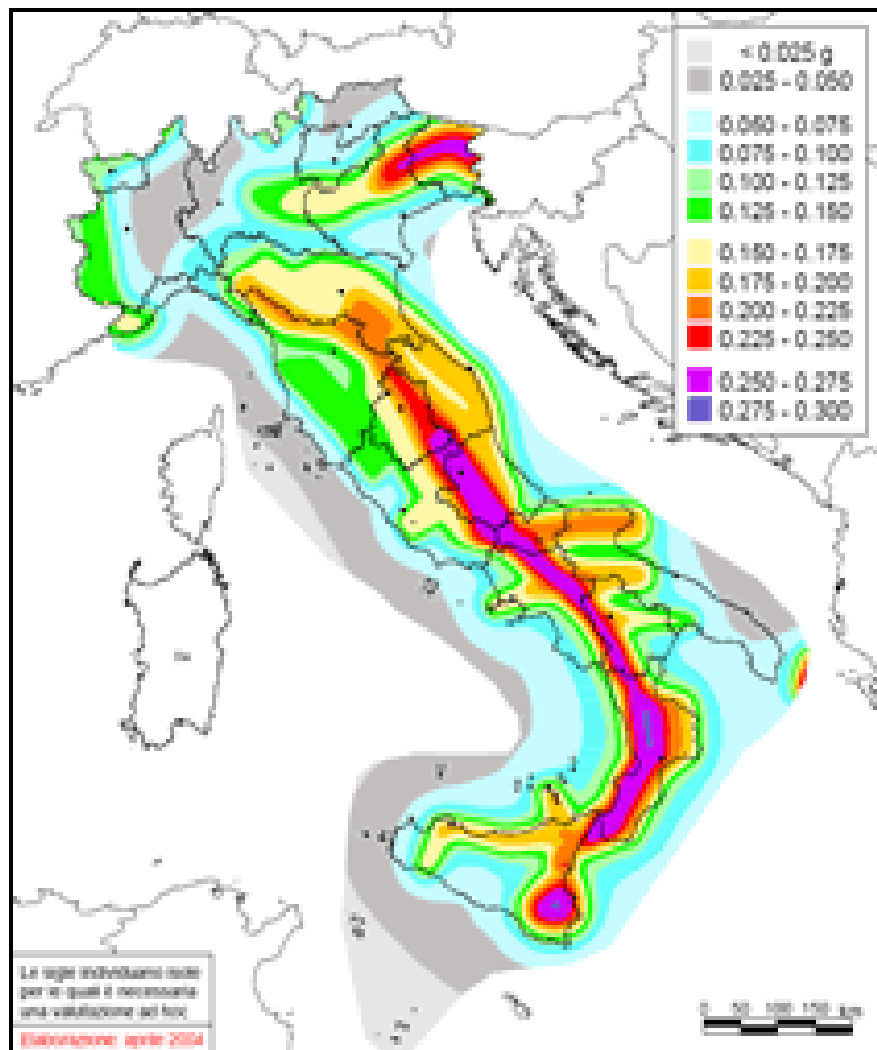 < 0.025 g
0.025 - 0.050
0.050 - 0.075
0.075 - 0.100
0.100 - 0.125
0.125 - 0.150
0.150 - 0.175
0.175 - 0.200
0.200 - 0.225
0.225 - 0.250
0.250 - 0.275
0.275 - 0.300
Le sigle individuano isole
per le quali è necessaria
una valutazione ad hoc
Elaborazione: aprile 2004
0 50 100 150 km